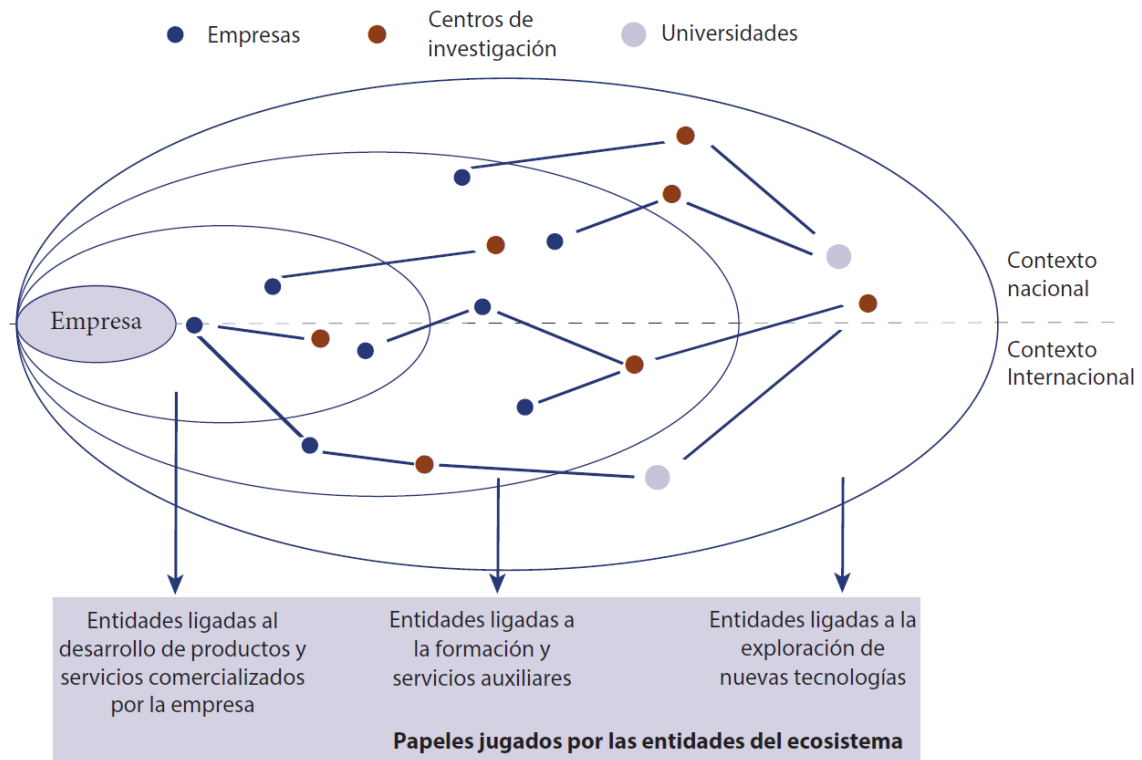 Empresas
Centros de
investigación
Universidades
Empresa
Contexto
nacional
Contexto
Internacional
Entidades ligadas al
desarrollo de productos y
servicios comercializados
por la empresa
Entidades ligadas a
la formación y
servicios auxiliares
Entidades ligadas a la
exploración de
nuevas tecnologías
Papeles jugados por las entidades del ecosistema